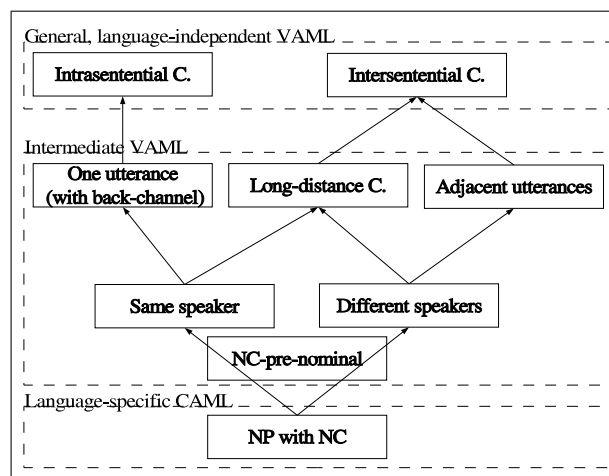 General, language-independent VAML
Intrasentential C.
Intersentential C.
Intermediate VAML
One utterance
(with back-channel)
Long-distance C.
Adjacent utterances
Same speaker
Different speakers
NC-pre-nominal
Language-specific CAML
NP with NC